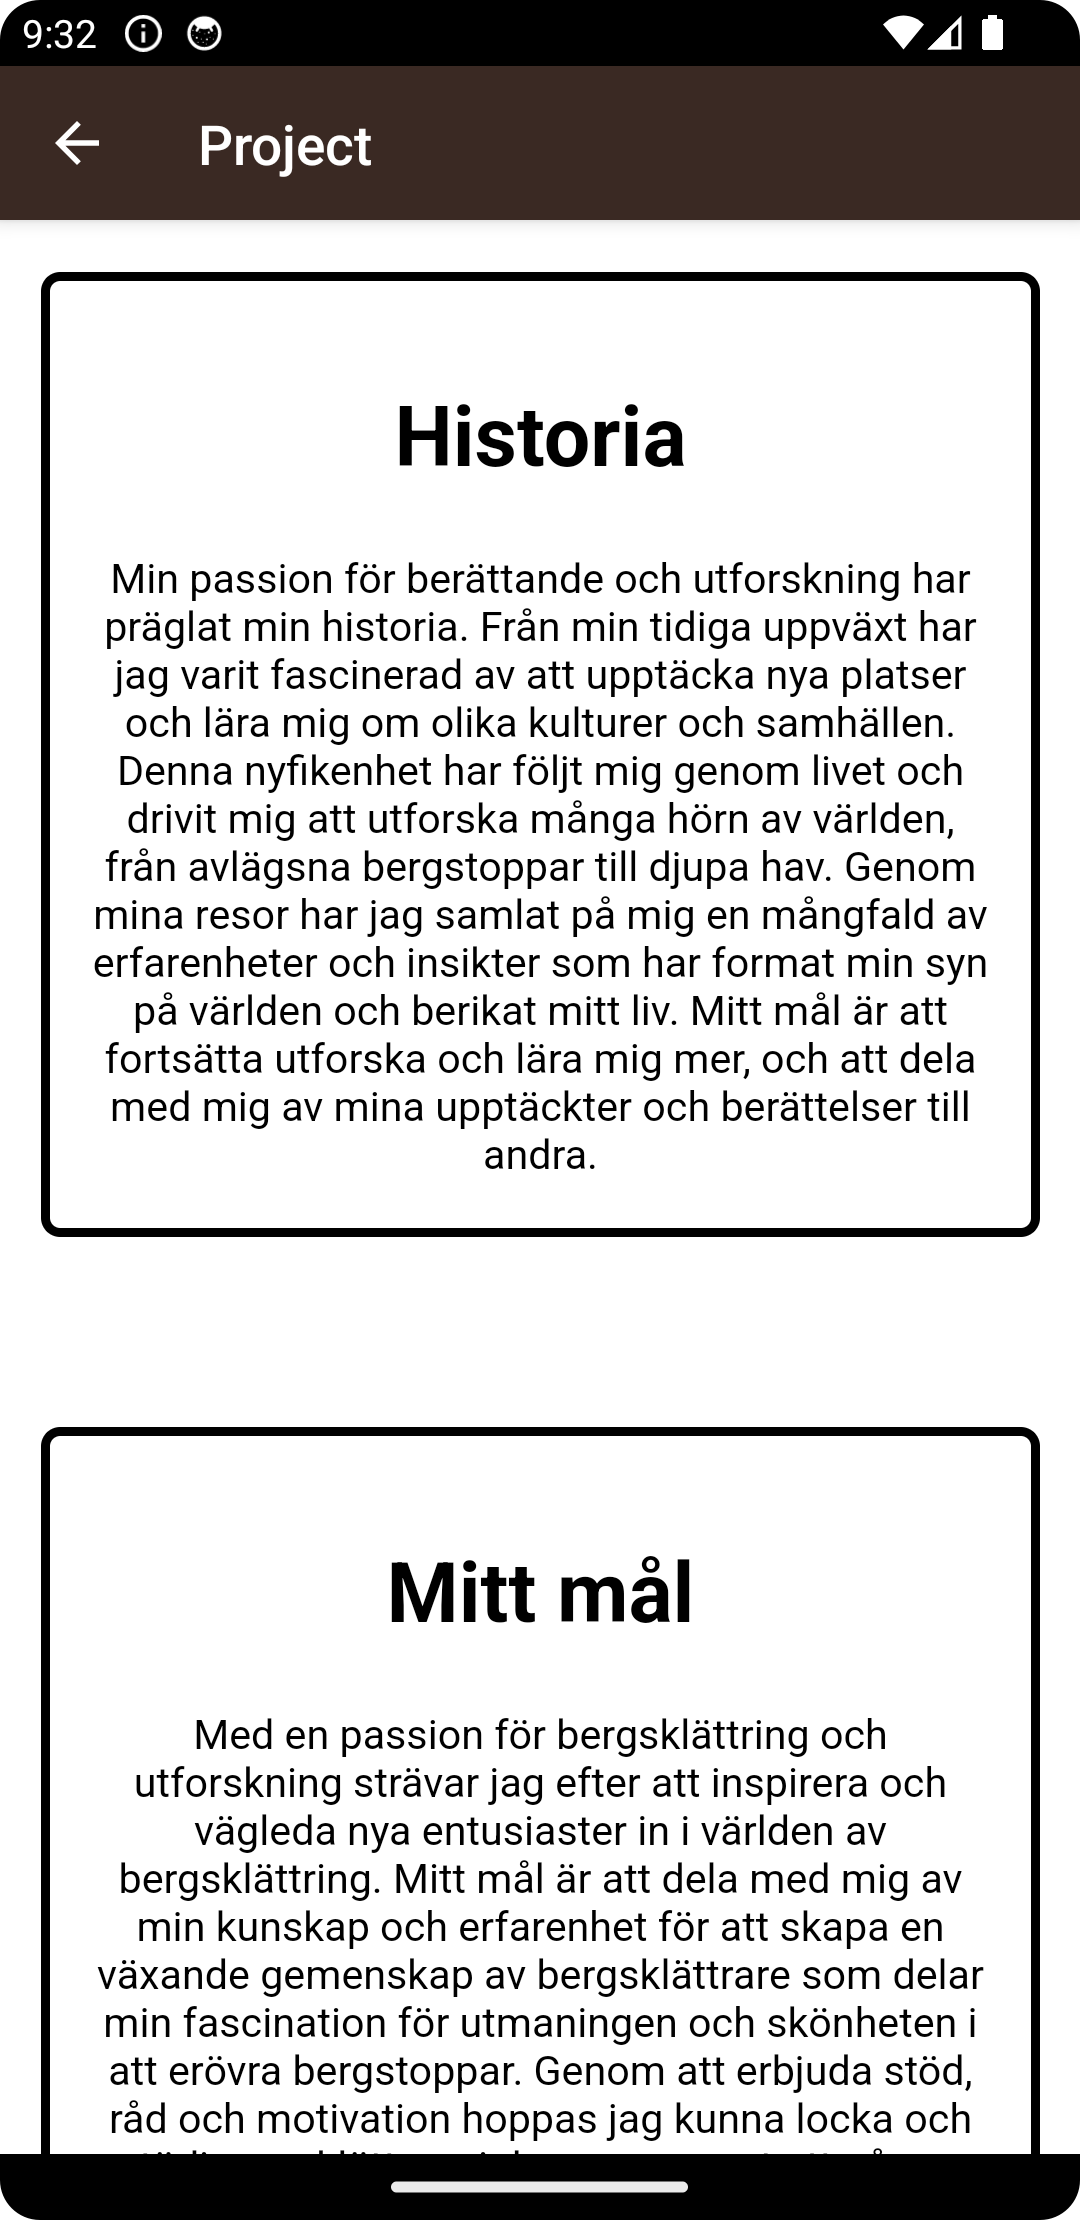 9:32
Project
Historia
Min passion för berättande och utforskning har
präglat min historia. Från min tidiga uppväxt har
jag varit fascinerad av att upptäcka nya platser
och lära mig om olika kulturer och samhällen.
Denna nyfikenhet har följt mig genom livet och
drivit mig att utforska många hörn av världen,
från avlägsna bergstoppar till djupa hav. Genom
mina resor har jag samlat på mig en mångfald av
erfarenheter och insikter som har format min syn
på världen och berikat mitt liv. Mitt mål är att
fortsätta utforska och lära mig mer, och att dela
med mig av mina upptäckter och berättelser till
andra.
Mitt mål
Med en passion för bergsklättring och
utforskning strävar jag efter att inspirera och
vägleda nya entusiaster in i världen av
bergsklättring. Mitt mål är att dela med mig av
min kunskap och erfarenhet för att skapa en
växande gemenskap av bergsklättrare som delar
min fascination för utmaningen och skönheten i
att erövra bergstoppar. Genom att erbjuda stöd,
råd och motivation hoppas jag kunna locka och